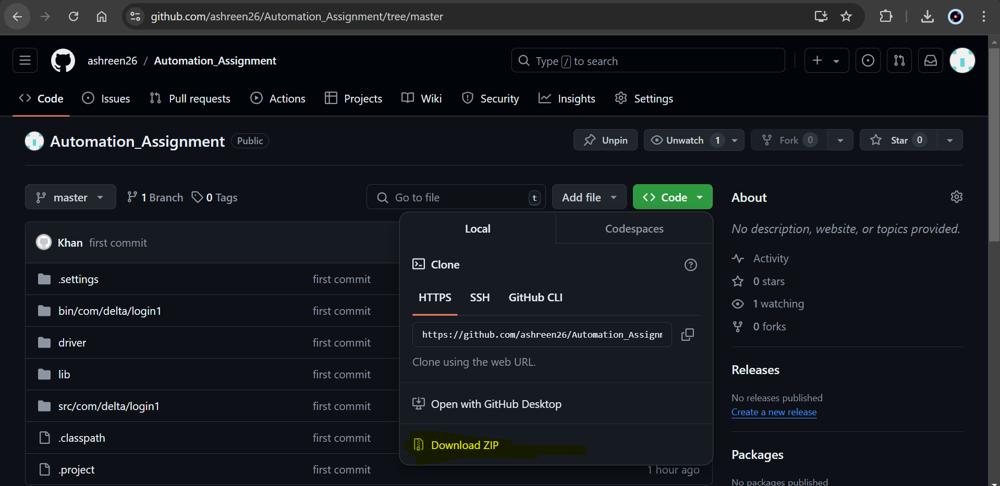 github.com/ashreen26/Automation_Assignment/tree/master
ashreen26 / Automation_Assignment
Type / to search
Code
Issues
Pull requests
Actions
Projects
Wiki
Security
Insights
Settings
Automation_Assignment Public
Unpin
Unwatch 1
Fork 0
Star 0
master
1 Branch
0 Tags
Go to file t
Add file
Code
Local
Codespaces
Clone
HTTPS
SSH
GitHub CLI
https://github.com/ashreen26/Automation_Assignm
Clone using the web URL.
Open with GitHub Desktop
Download ZIP
Khan first commit
.settings first commit
bin/com/delta/login1 first commit
driver first commit
lib first commit
src/com/delta/login1 first commit
.classpath first commit
.project first commit 1 hour ago
About
No description, website, or topics provided.
Activity
0 stars
1 watching
0 forks
Releases
No releases published
Create a new release
Packages
No packages published